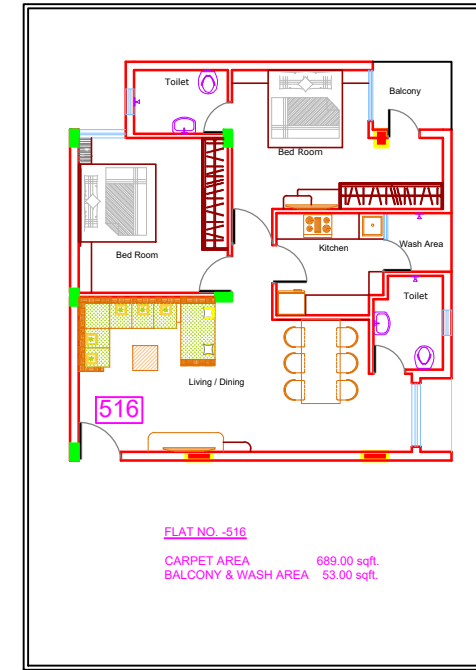 Toilet
Balcony
Bed Room
Bed Room
Kitchen
Wash Area
Toilet
Living / Dining
516
FLAT NO. -516
CARPET AREA 689.00 sqft.
BALCONY & WASH AREA 53.00 sqft.